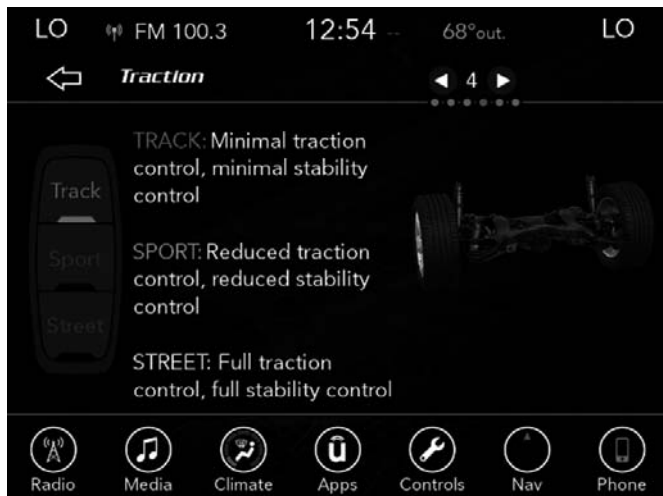 LO FM 100.3 12:54 -- 68°out. LO
Traction
4
TRACK: Minimal traction
control, minimal stability
control
Track
SPORT: Reduced traction
control, reduced stability
control
Sport
Street
STREET: Full traction
control, full stability control
Radio Media Climate Apps Controls Nav Phone